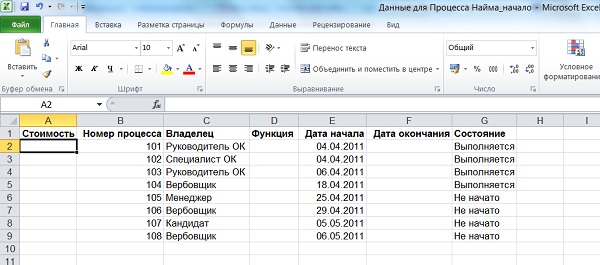 Данные для Процесса Найма_начало - Microsoft Excel
Файл Главная Вставка Разметка страницы Формулы Данные Рецензирование Вид
Вставить Arial 10 Перенос текста Общий Условное форматировани
Ж К Ч Объединить и поместить в центре % 000
Буфер обмена Шрифт Выравнивание Число
A2 fx
A B C D E F G H I
1 Стоимость Номер процесса Владелец Функция Дата начала Дата окончания Состояние
2 101 Руководитель ОК 04.04.2011 Выполняется
3 102 Специалист ОК 04.04.2011 Выполняется
4 103 Руководитель ОК 06.04.2011 Выполняется
5 104 Вербовщик 18.04.2011 Выполняется
6 105 Менеджер 25.04.2011 Не начато
7 106 Вербовщик 29.04.2011 Не начато
8 107 Кандидат 05.05.2011 Не начато
9 108 Вербовщик 06.05.2011 Не начато
10
11